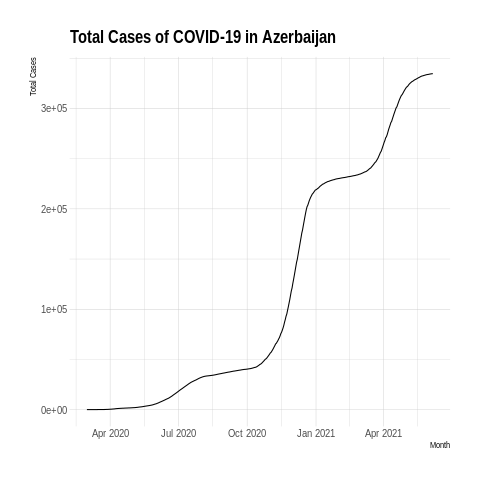 Total Cases of COVID-19 in Azerbaijan
Total Cases
3e+05
2e+05
1e+05
0e+00
Apr 2020 Jul 2020 Oct 2020 Jan 2021 Apr 2021
Month